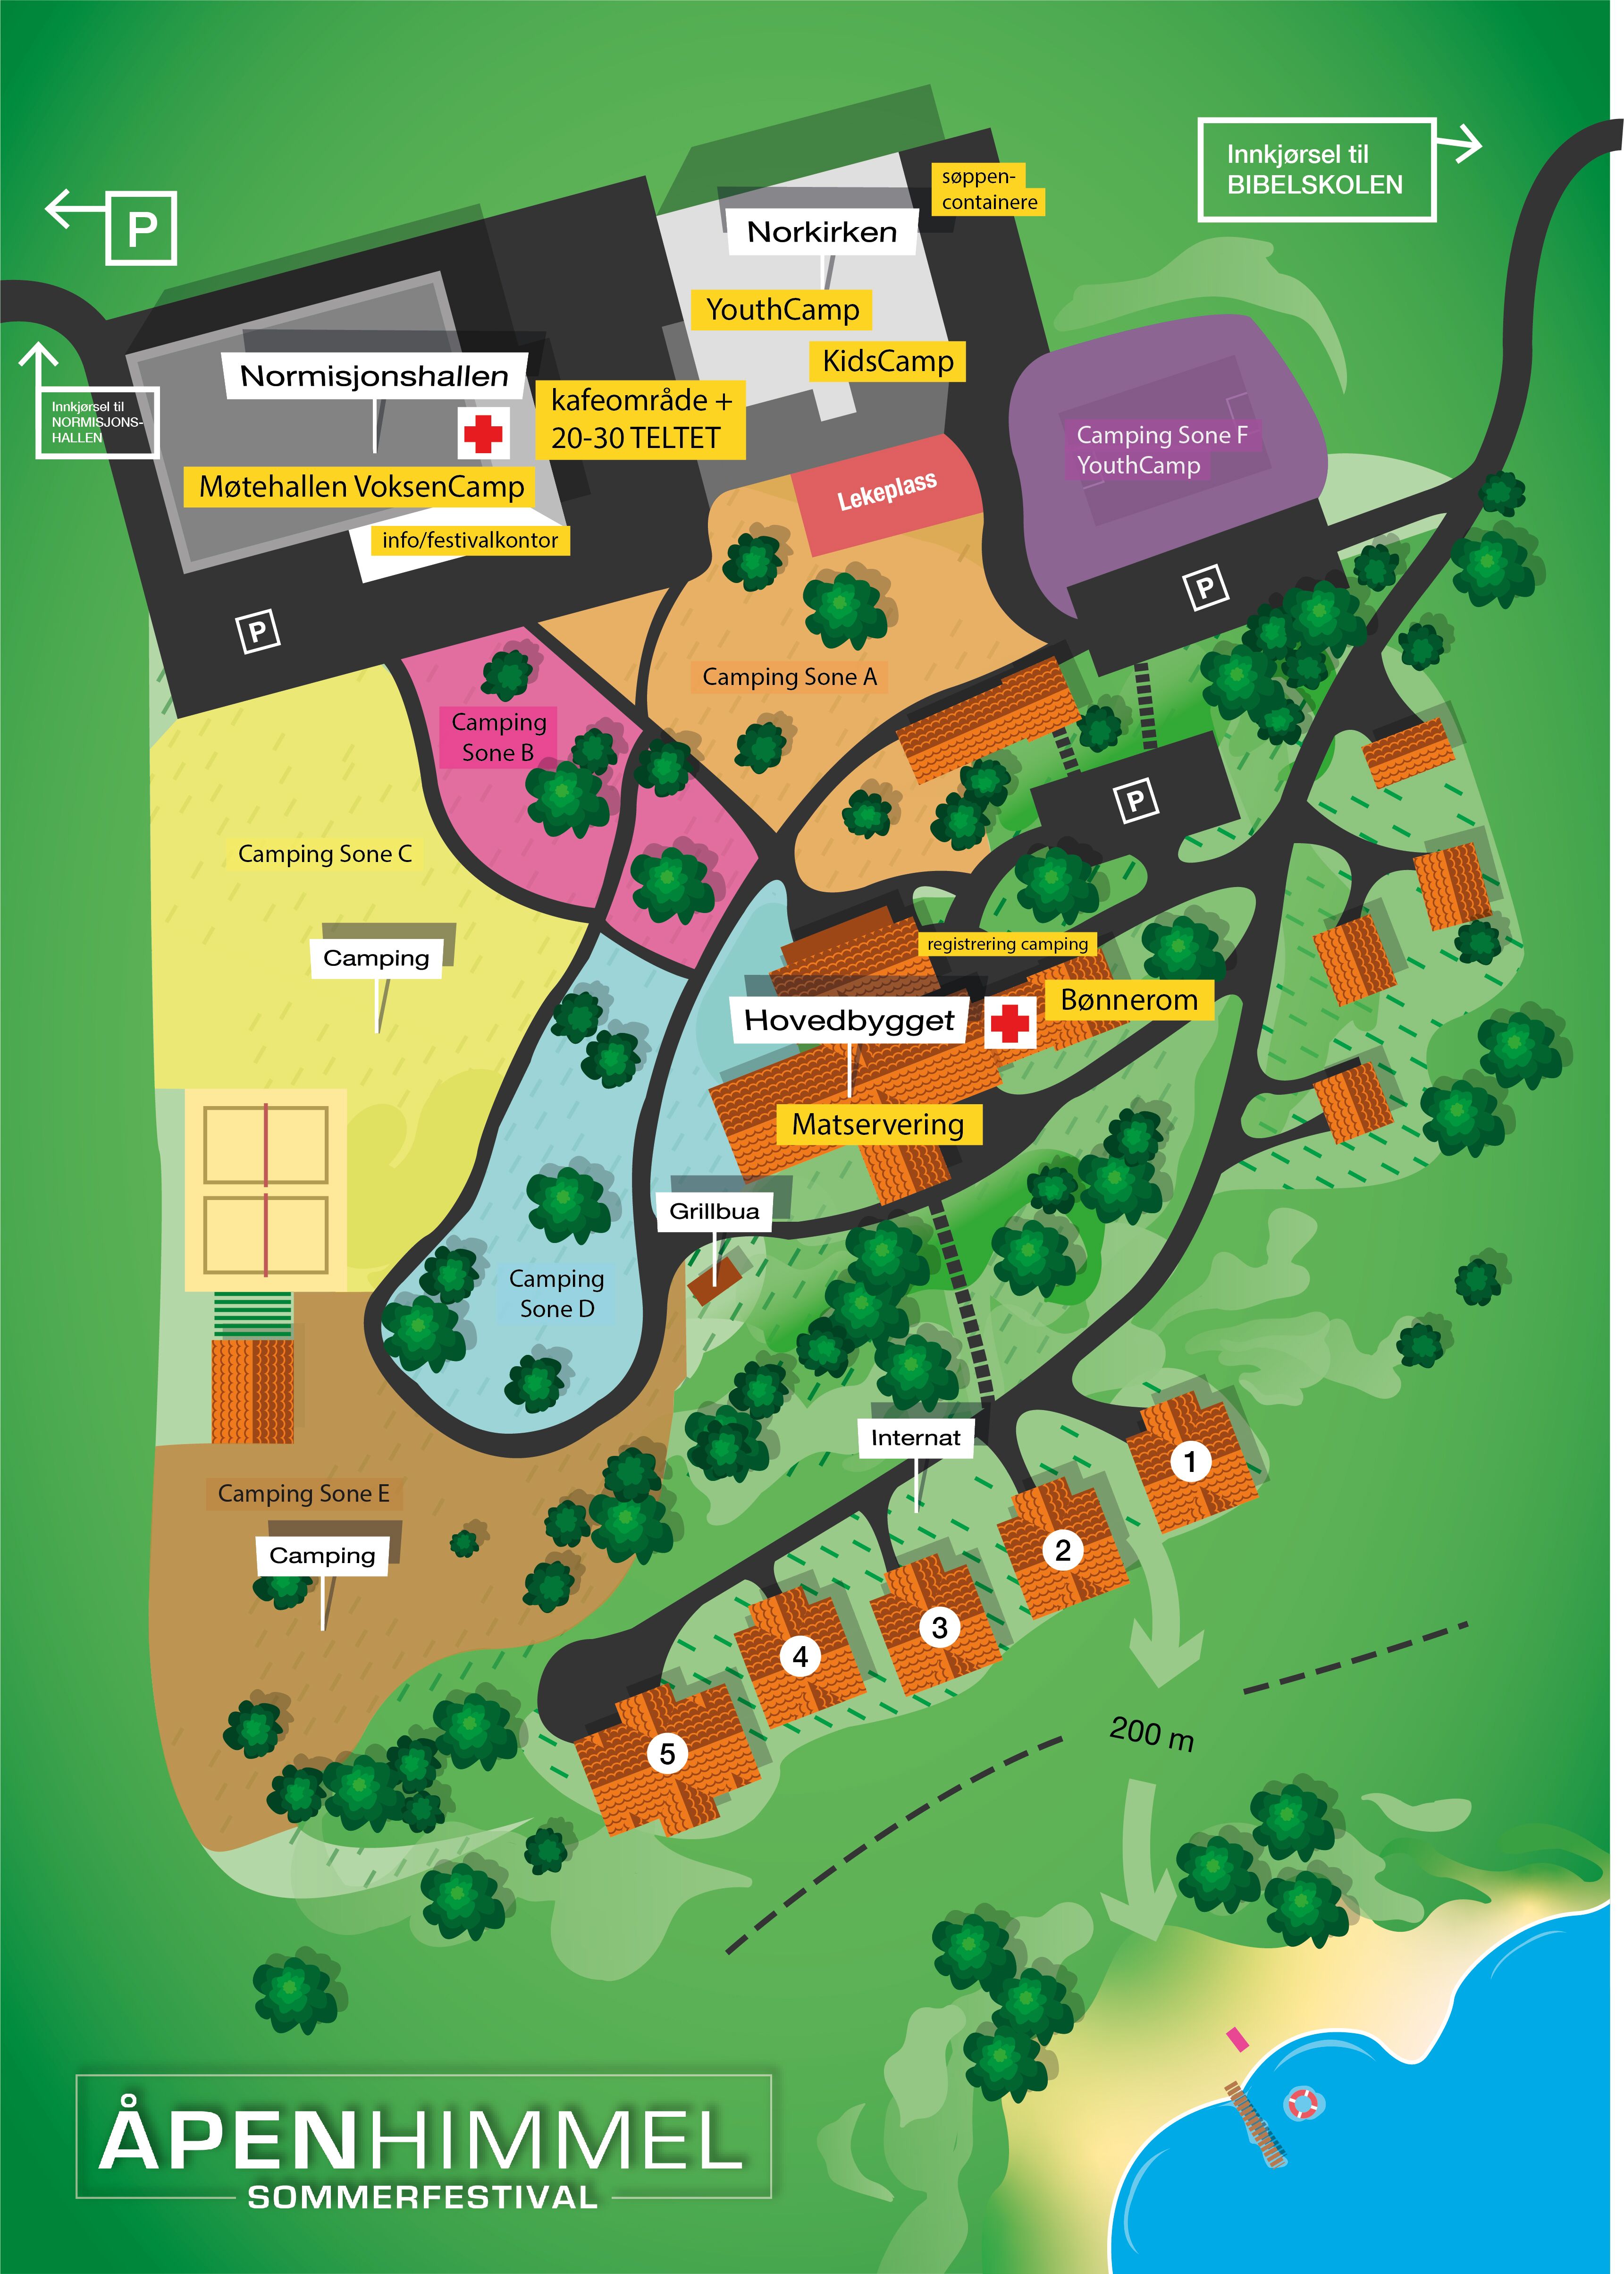 Innkjørsel til
BIBELSKOLEN
søppen-
containere
P
Norkirken
YouthCamp
KidsCamp
Normisjonshallen
Innkjørsel til
NORMISJONS-
HALLEN
kafeområde +
20-30 TELTET
Møtehallen VoksenCamp
info/festivalkontor
Lekeplass
Camping Sone F
YouthCamp
P
P
Camping Sone A
Camping
Sone B
P
Camping Sone C
Camping
registrering camping
Bønnerom
Hovedbygget
Matservering
Grillbua
Camping
Sone D
Internat
1
Camping Sone E
Camping
2
3
4
5
200 m
ÅPENHIMMEL
SOMMERFESTIVAL